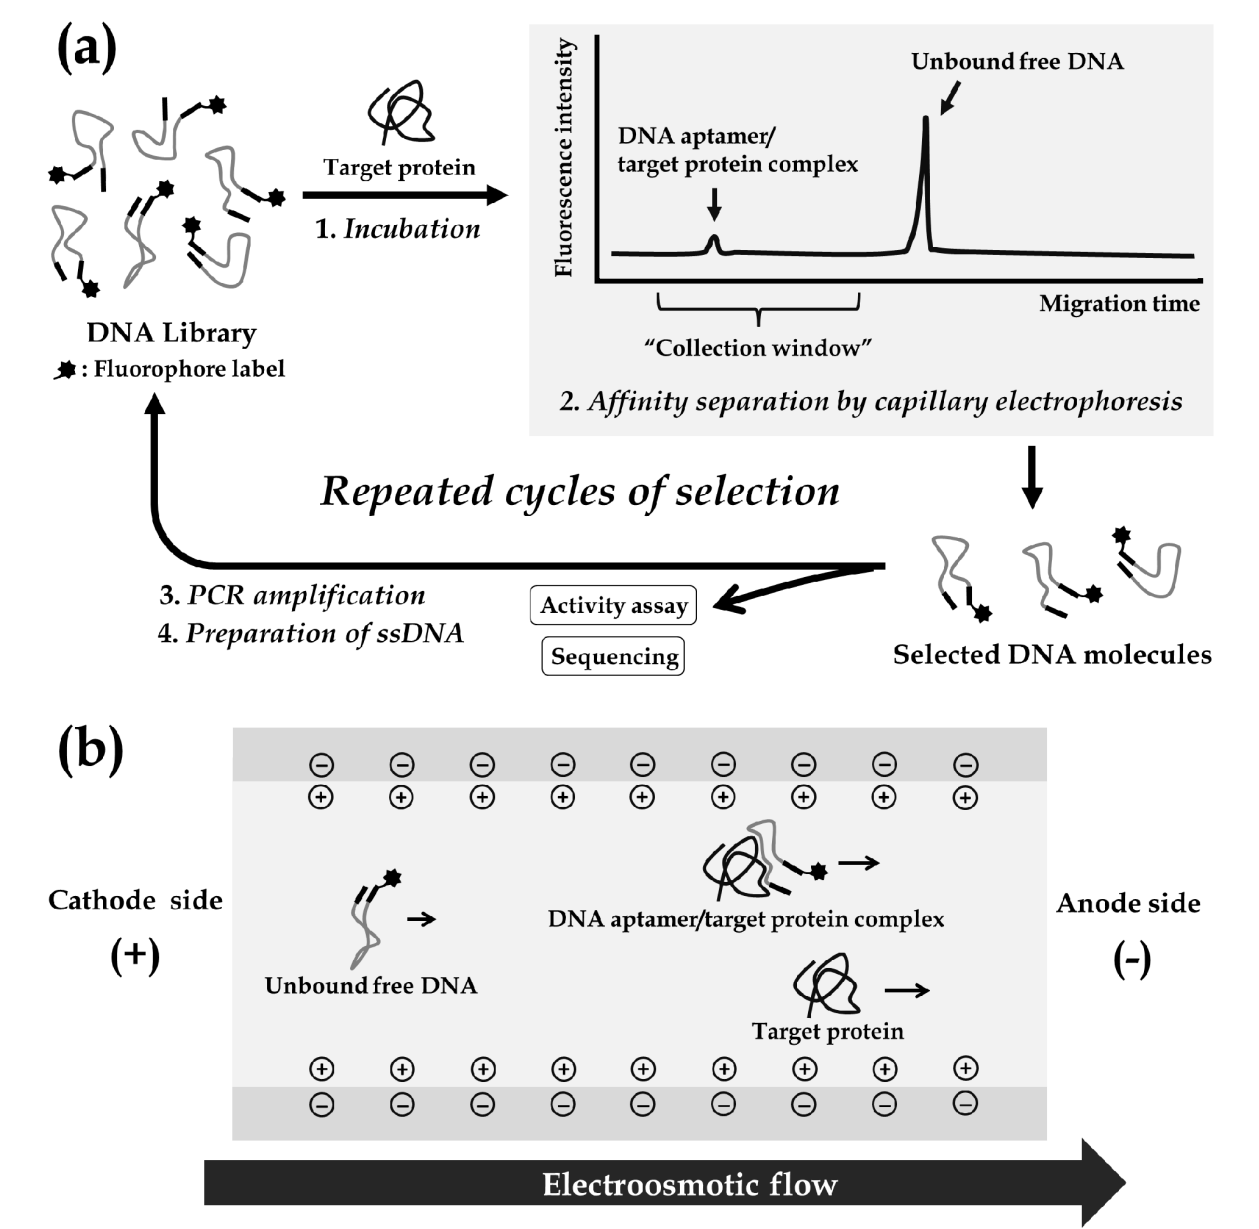 (a)
Target protein
1. Incubation
DNA Library
: Fluorophore label
Fluorescence intensity
Unbound free DNA
DNA aptamer/
target protein complex
Migration time
“Collection window”
2. Affinity separation by capillary electrophoresis
Repeated cycles of selection
3. PCR amplification
4. Preparation of ssDNA
Activity assay
Sequencing
Selected DNA molecules
(b)
Cathode side
(+)
Unbound free DNA
DNA aptamer/target protein complex
Target protein
Anode side
(-)
Electroosmotic flow